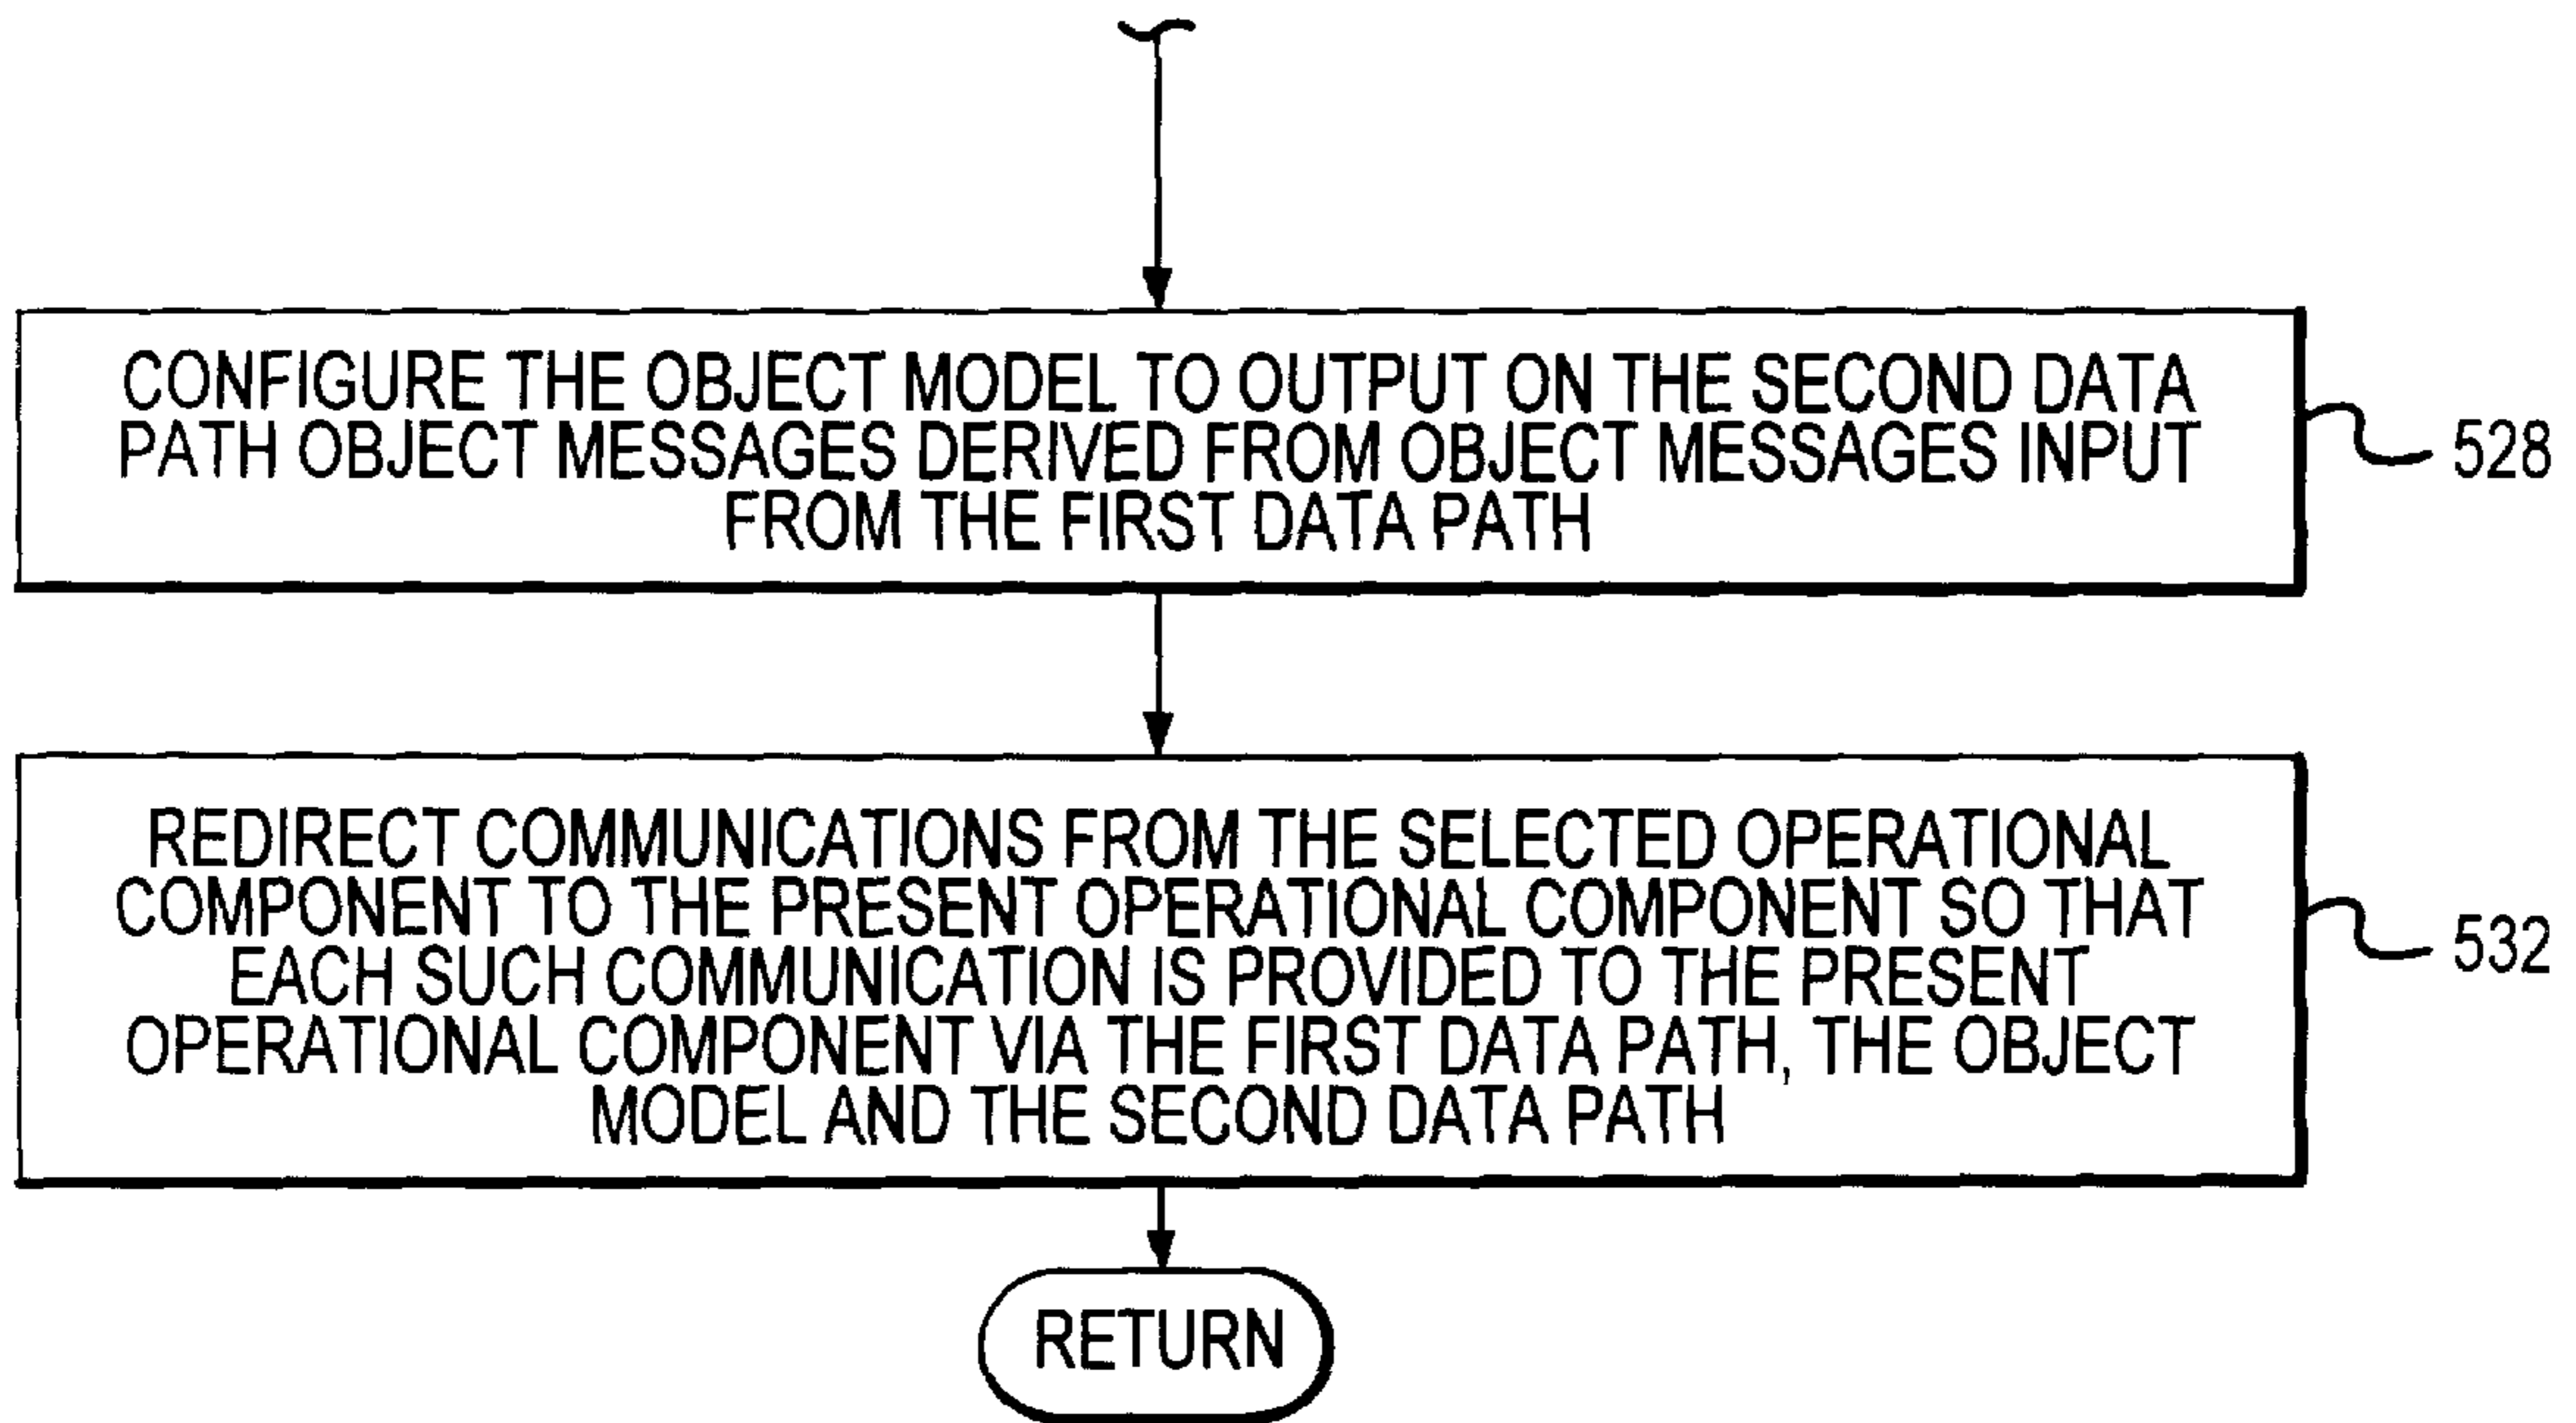 CONFIGURE THE OBJECT MODEL TO OUTPUT ON THE SECOND DATA
PATH OBJECT MESSAGES DERIVED FROM OBJECT MESSAGES INPUT
FROM THE FIRST DATA PATH
528
REDIRECT COMMUNICATIONS FROM THE SELECTED OPERATIONAL
COMPONENT TO THE PRESENT OPERATIONAL COMPONENT SO THAT
EACH SUCH COMMUNICATION IS PROVIDED TO THE PRESENT
OPERATIONAL COMPONENT VIA THE FIRST DATA PATH, THE OBJECT
MODEL AND THE SECOND DATA PATH
532
RETURN